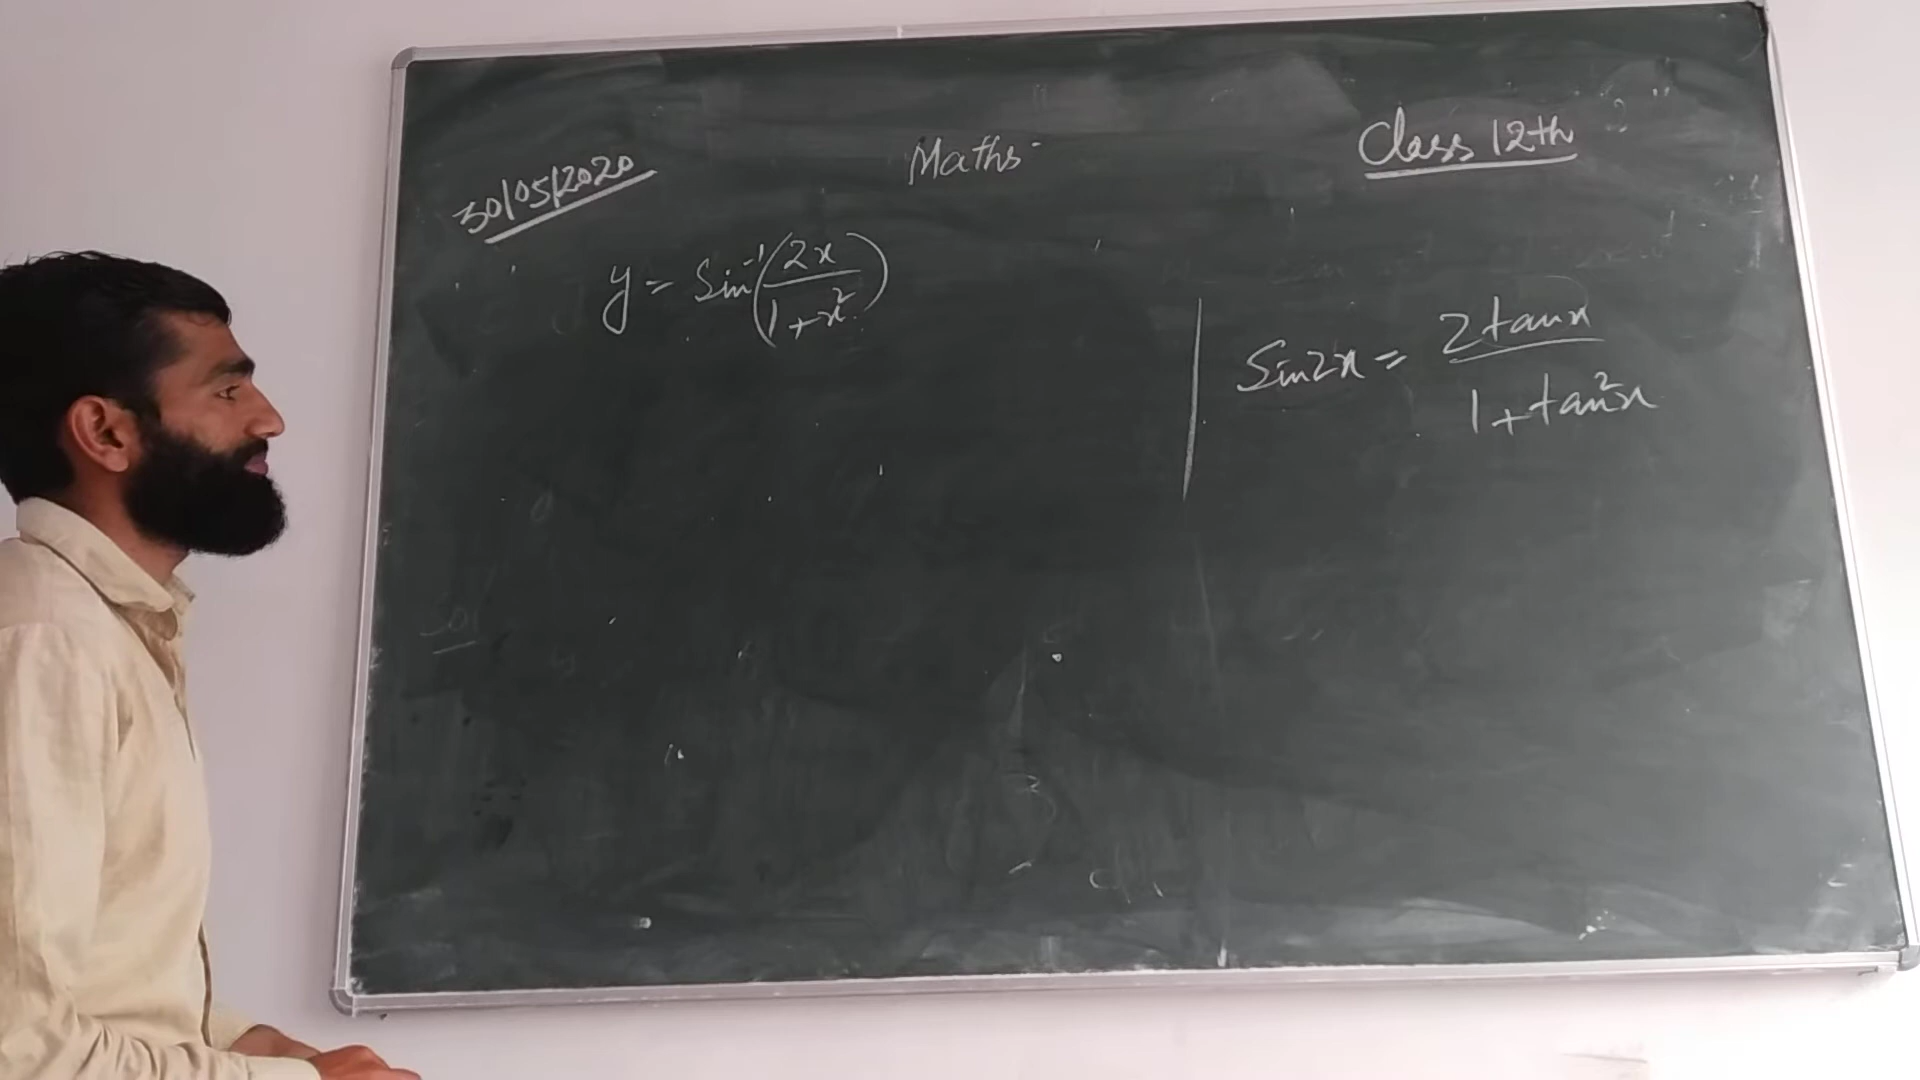 30/05/2020 Maths Class 12th
y = Sin⁻¹(2x/(1+x²))
Sin2x = 2tanx/(1+tan²x)